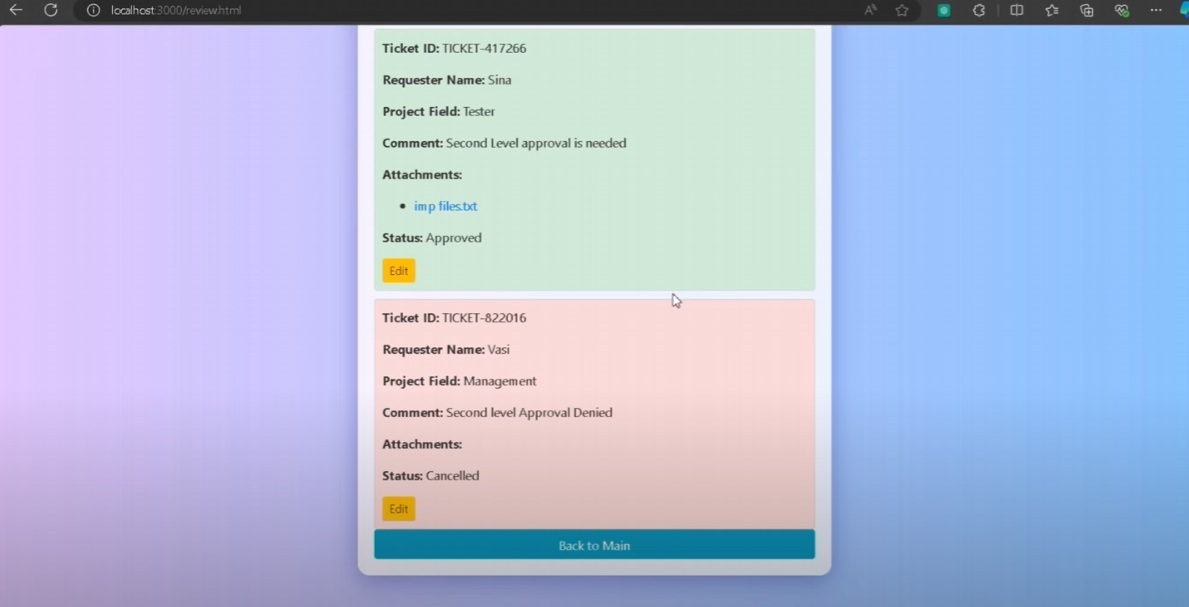 localhost:3000/review.html
Ticket ID: TICKET-417266
Requester Name: Sina
Project Field: Tester
Comment: Second Level approval is needed
Attachments:
imp files.txt
Status: Approved
Edit
Ticket ID: TICKET-822016
Requester Name: Vasi
Project Field: Management
Comment: Second level Approval Denied
Attachments:
Status: Cancelled
Edit
Back to Main